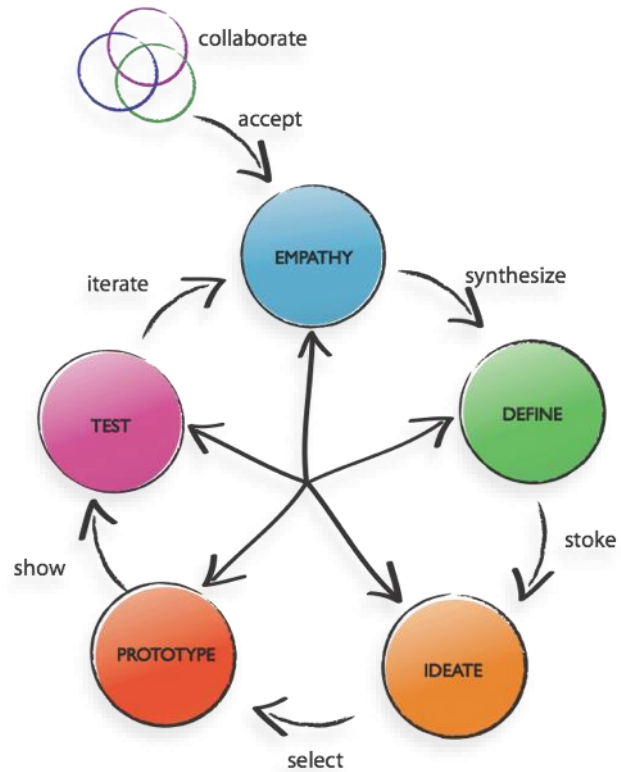 collaborate
accept
EMPATHY
synthesize
DEFINE
stoke
IDEATE
select
PROTOTYPE
show
TEST
iterate